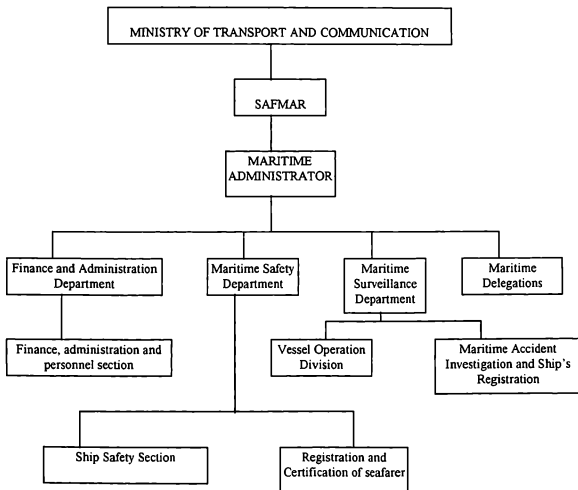 MINISTRY OF TRANSPORT AND COMMUNICATION
SAFMAR
MARITIME
ADMINISTRATOR
Finance and Administration
Department
Maritime Safety
Department
Maritime
Surveillance
Department
Maritime
Delegations
Finance, administration and
personnel section
Vessel Operation
Division
Maritime Accident
Investigation and Ship's
Registration
Ship Safety Section
Registration and
Certification of seafarer